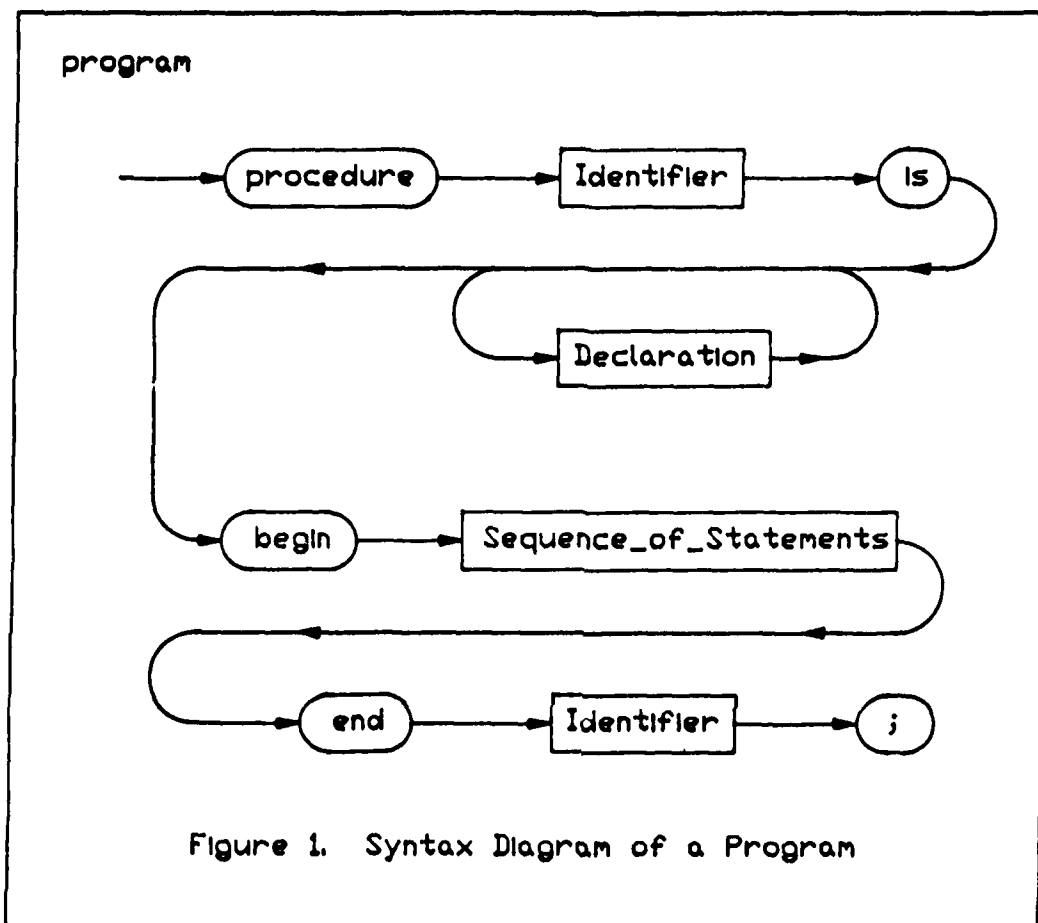 program
procedure Identifier is
Declaration
begin Sequence_of_Statements
end Identifier ;
Figure 1. Syntax Diagram of a Program